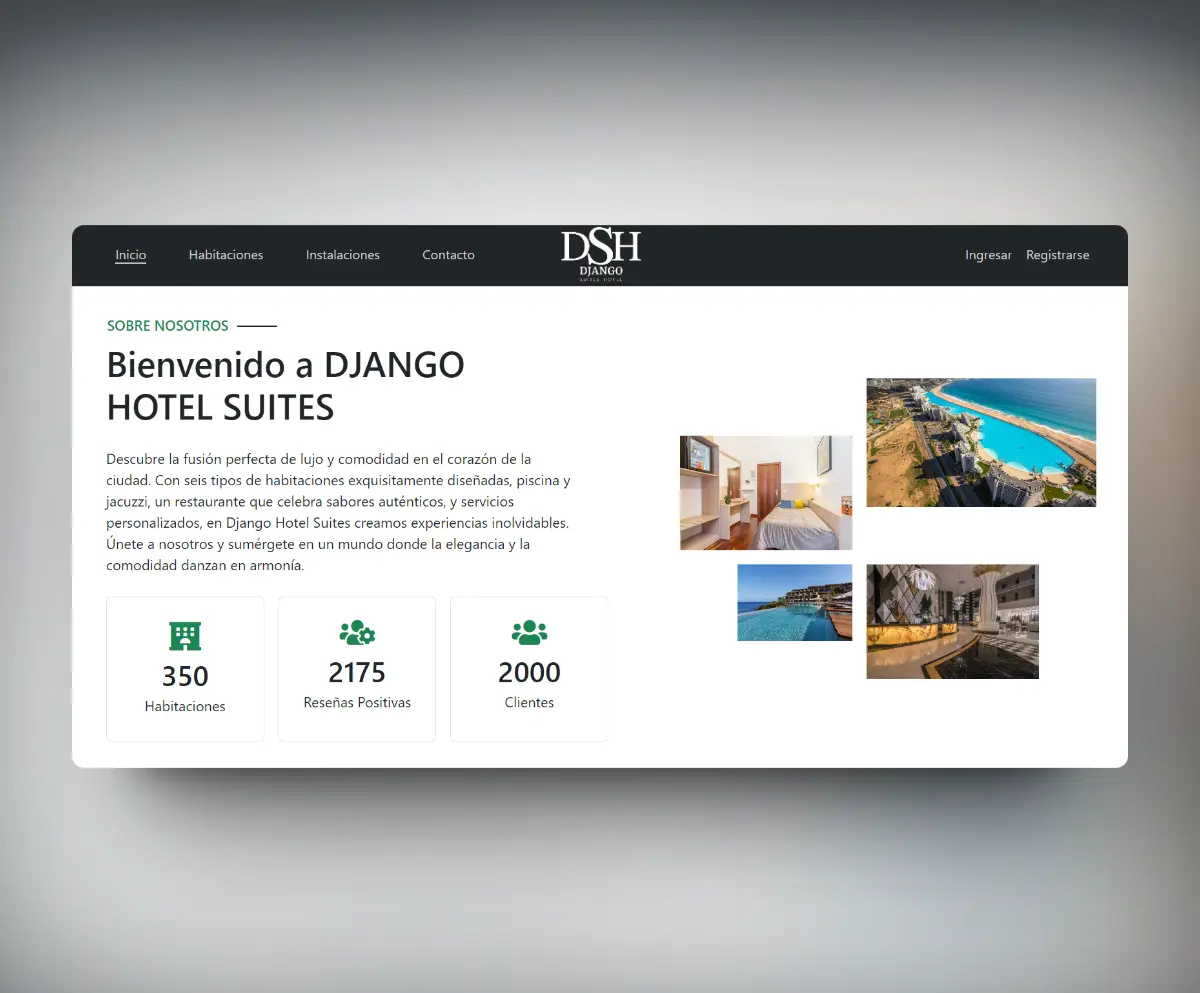 Inicio
Habitaciones
Instalaciones
Contacto
DSH
DJANGO
SUITES HOTEL
Ingresar
Registrarse
SOBRE NOSOTROS
Bienvenido a DJANGO
HOTEL SUITES
Descubre la fusión perfecta de lujo y comodidad en el corazón de la
ciudad. Con seis tipos de habitaciones exquisitamente diseñadas, piscina y
jacuzzi, un restaurante que celebra sabores auténticos, y servicios
personalizados, en Django Hotel Suites creamos experiencias inolvidables.
Únete a nosotros y sumérgete en un mundo donde la elegancia y la
comodidad danzan en armonía.
350
Habitaciones
2175
Reseñas Positivas
2000
Clientes